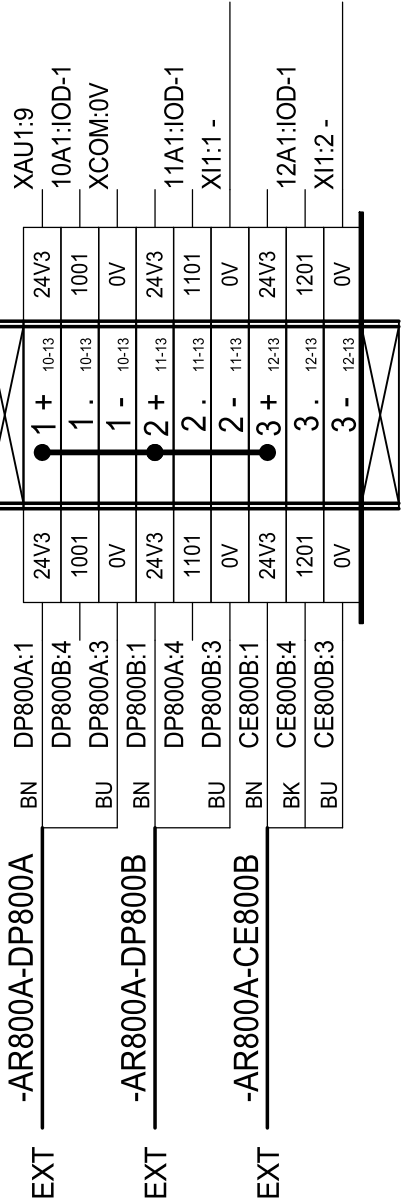 EXT -AR800A-DP800A BN DP800A:1 24V3 1 + 10-13 24V3 XAU1:9
DP800B:4 1001 1 . 10-13 1001 10A1:IOD-1
BU DP800A:3 0V 1 - 10-13 0V XCOM:0V
EXT -AR800A-DP800B BN DP800B:1 24V3 2 + 11-13 24V3
DP800A:4 1101 2 . 11-13 1101 11A1:IOD-1
BU DP800B:3 0V 2 - 11-13 0V XI1:1 -
EXT -AR800A-CE800B BN CE800B:1 24V3 3 + 12-13 24V3
BK CE800B:4 1201 3 . 12-13 1201 12A1:IOD-1
BU CE800B:3 0V 3 - 12-13 0V XI1:2 -